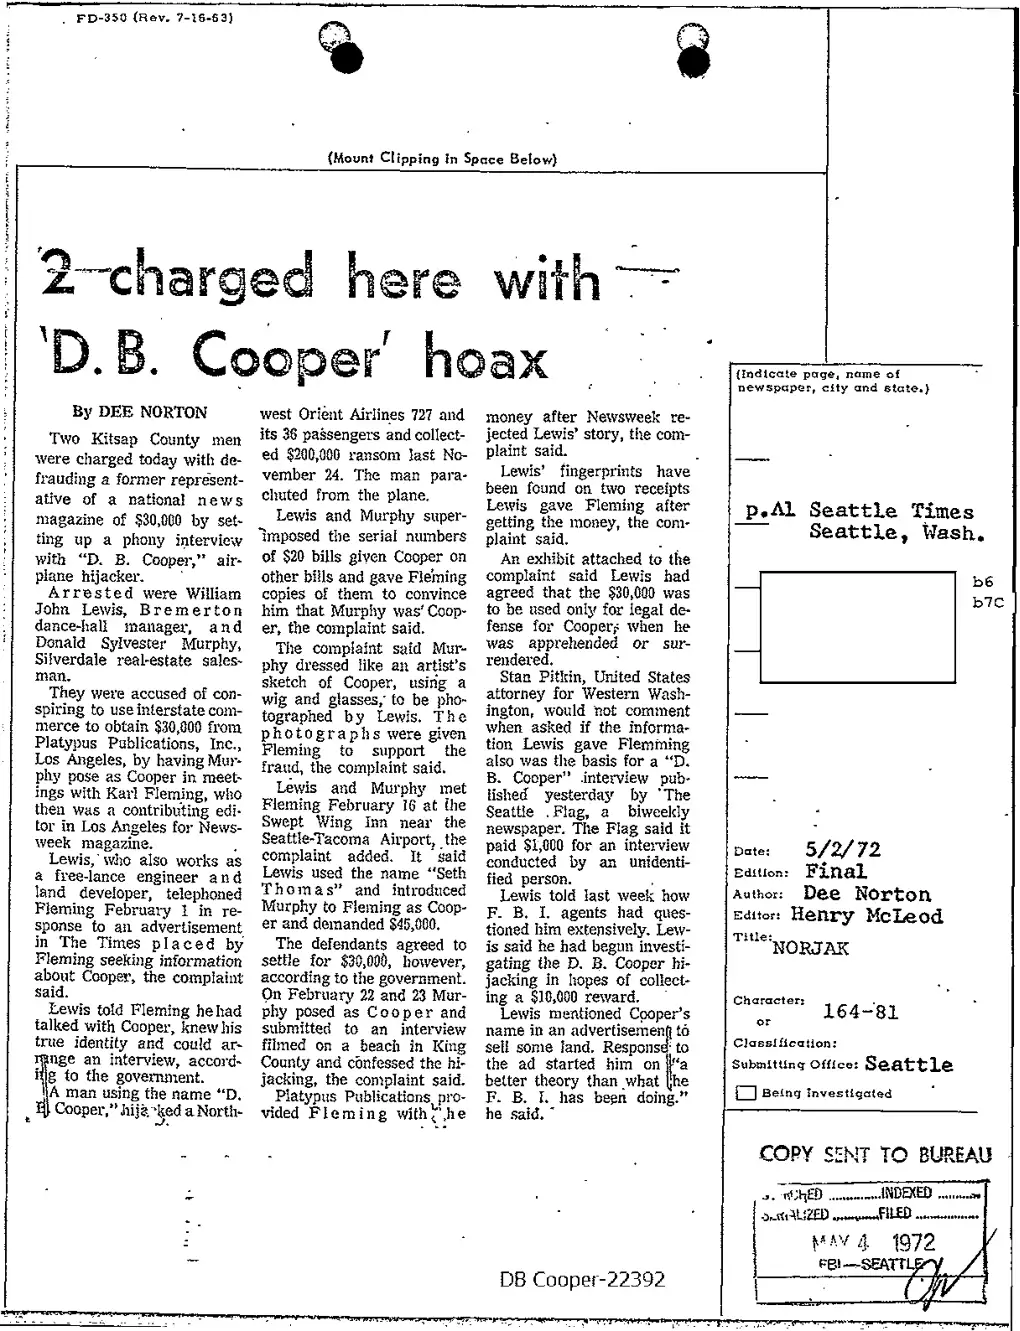 FD-350 (Rev. 7-16-63)
(Mount Clipping in Space Below)
2 charged here with
'D. B. Cooper' hoax
By DEE NORTON
Two Kitsap County men
were charged today with de-
frauding a former represent-
ative of a national news
magazine of $30,000 by set-
ting up a phony interview
with "D. B. Cooper," air-
plane hijacker.
Arrested were William
John Lewis, Bremerton
dance-hall manager, and
Donald Sylvester Murphy,
Silverdale real-estate sales-
man.
They were accused of con-
spiring to use interstate com-
merce to obtain $30,000 from
Platypus Publications, Inc.,
Los Angeles, by having Mur-
phy pose as Cooper in meet-
ings with Karl Fleming, who
then was a contributing edi-
tor in Los Angeles for News-
week magazine.
Lewis, who also works as
a free-lance engineer and
land developer, telephoned
Fleming February 1 in re-
sponse to an advertisement
in The Times placed by
Fleming seeking information
about Cooper, the complaint
said.
Lewis told Fleming he had
talked with Cooper, knew his
true identity and could ar-
range an interview, accord-
ing to the government.
A man using the name "D.
B. Cooper," hijacked a North-
west Orient Airlines 727 and
its 36 passengers and collect-
ed $200,000 ransom last No-
vember 24. The man para-
chuted from the plane.
Lewis and Murphy super-
imposed the serial numbers
of $20 bills given Cooper on
other bills and gave Fleming
copies of them to convince
him that Murphy was Coop-
er, the complaint said.
The complaint said Mur-
phy dressed like an artist's
sketch of Cooper, using a
wig and glasses, to be pho-
tographed by Lewis. The
photographs were given
Fleming to support the
fraud, the complaint said.
Lewis and Murphy met
Fleming February 16 at the
Swept Wing Inn near the
Seattle-Tacoma Airport, the
complaint added. It said
Lewis used the name "Seth
Thomas" and introduced
Murphy to Fleming as Coop-
er and demanded $45,000.
The defendants agreed to
settle for $30,000, however,
according to the government.
On February 22 and 23 Mur-
phy posed as Cooper and
submitted to an interview
filmed on a beach in King
County and confessed the hi-
jacking, the complaint said.
Platypus Publications pro-
vided Fleming with the
money after Newsweek re-
jected Lewis' story, the com-
plaint said.
Lewis' fingerprints have
been found on two receipts
Lewis gave Fleming after
getting the money, the com-
plaint said.
An exhibit attached to the
complaint said Lewis had
agreed that the $30,000 was
to be used only for legal de-
fense for Cooper, when he
was apprehended or sur-
rendered.
Stan Pitkin, United States
attorney for Western Wash-
ington, would not comment
when asked if the informa-
tion Lewis gave Flemming
also was the basis for a "D.
B. Cooper" interview pub-
lished yesterday by The
Seattle Flag, a biweekly
newspaper. The Flag said it
paid $1,000 for an interview
conducted by an unidenti-
fied person.
Lewis told last week how
F. B. I. agents had ques-
tioned him extensively. Lew-
is said he had begun investi-
gating the D. B. Cooper hi-
jacking in hopes of collect-
ing a $10,000 reward.
Lewis mentioned Cooper's
name in an advertisement to
sell some land. Response to
the ad started him on "a
better theory than what the
F. B. I. has been doing."
he said.
(Indicate page, name of
newspaper, city and state.)
p.A1 Seattle Times
Seattle, Wash.
b6
b7C
Date: 5/2/72
Edition: Final
Author: Dee Norton
Editor: Henry McLeod
Title: NORJAK
Character: 164-81
or
Classification:
Submitting Office: Seattle
Being Investigated
COPY SENT TO BUREAU
INDEXED
FILED
MAY 4 1972
FBI—SEATTLE
DB Cooper-22392